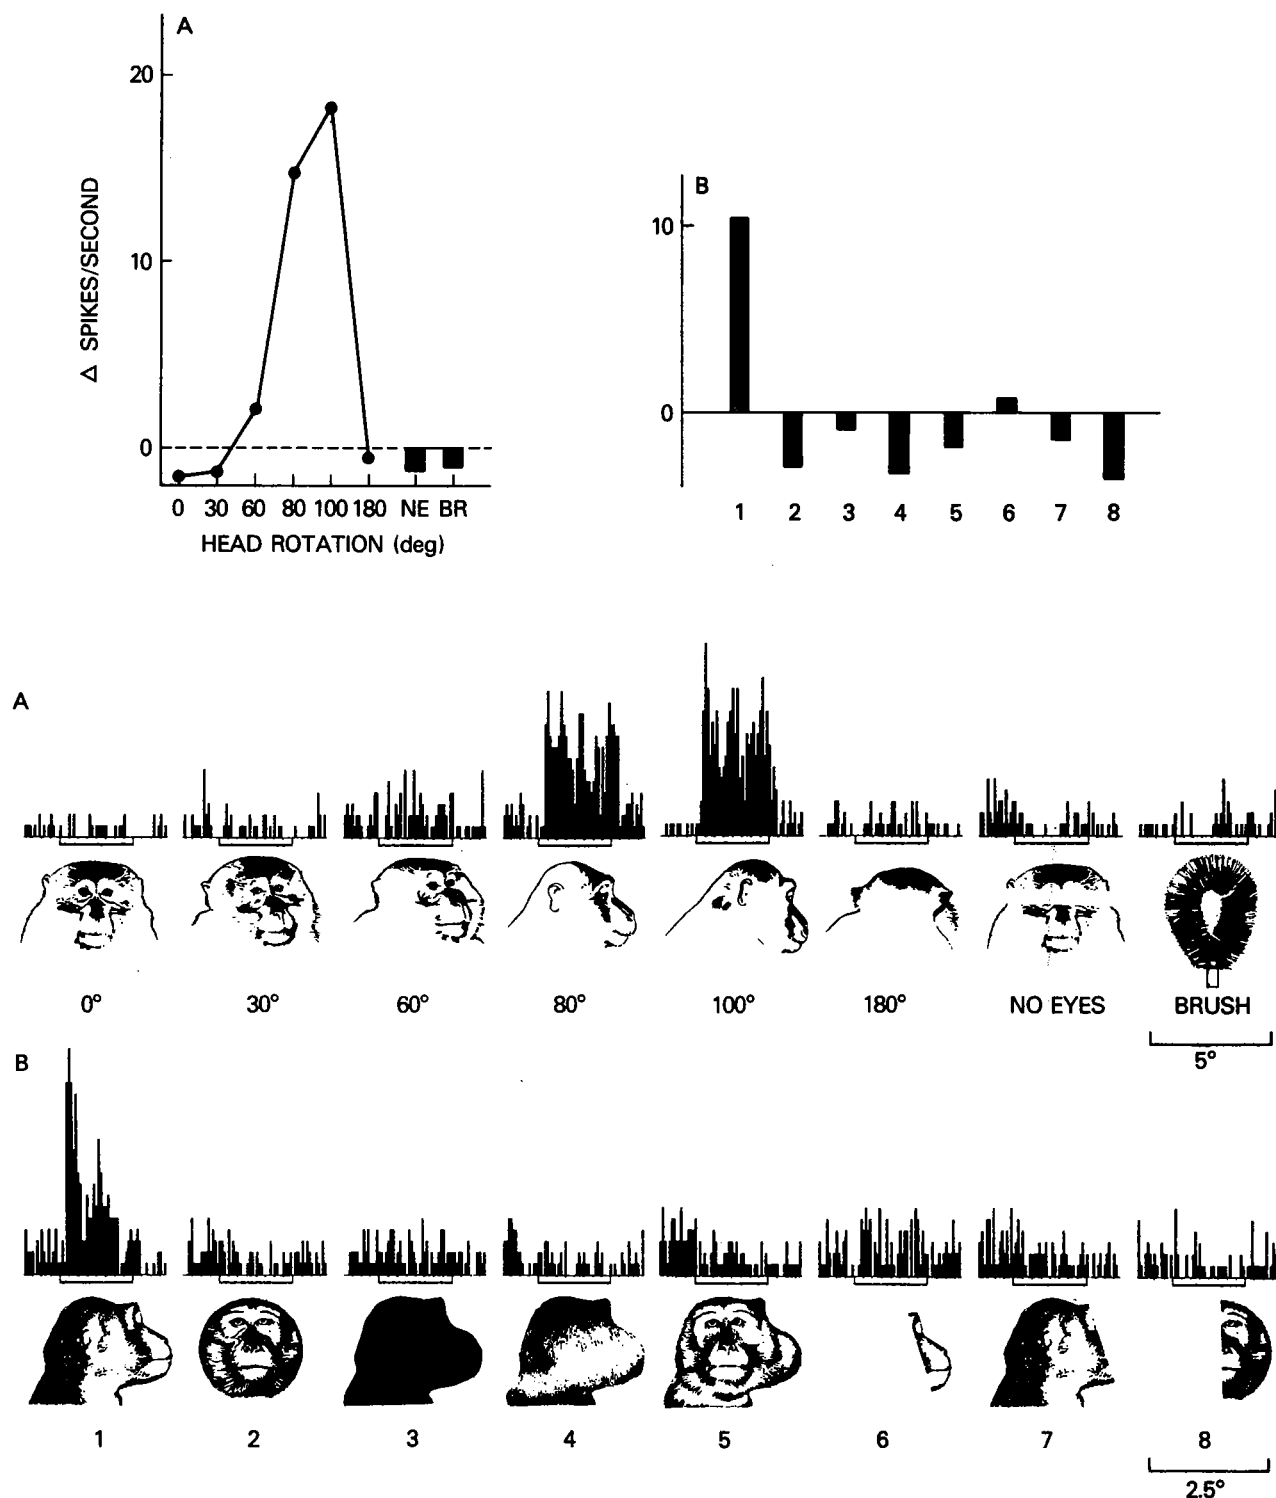 A
20
10
0
Δ SPIKES/SECOND
0 30 60 80 100 180 NE BR
HEAD ROTATION (deg)
B
10
0
1 2 3 4 5 6 7 8
A
0° 30° 60° 80° 100° 180° NO EYES BRUSH
5°
B
1 2 3 4 5 6 7 8
2.5°